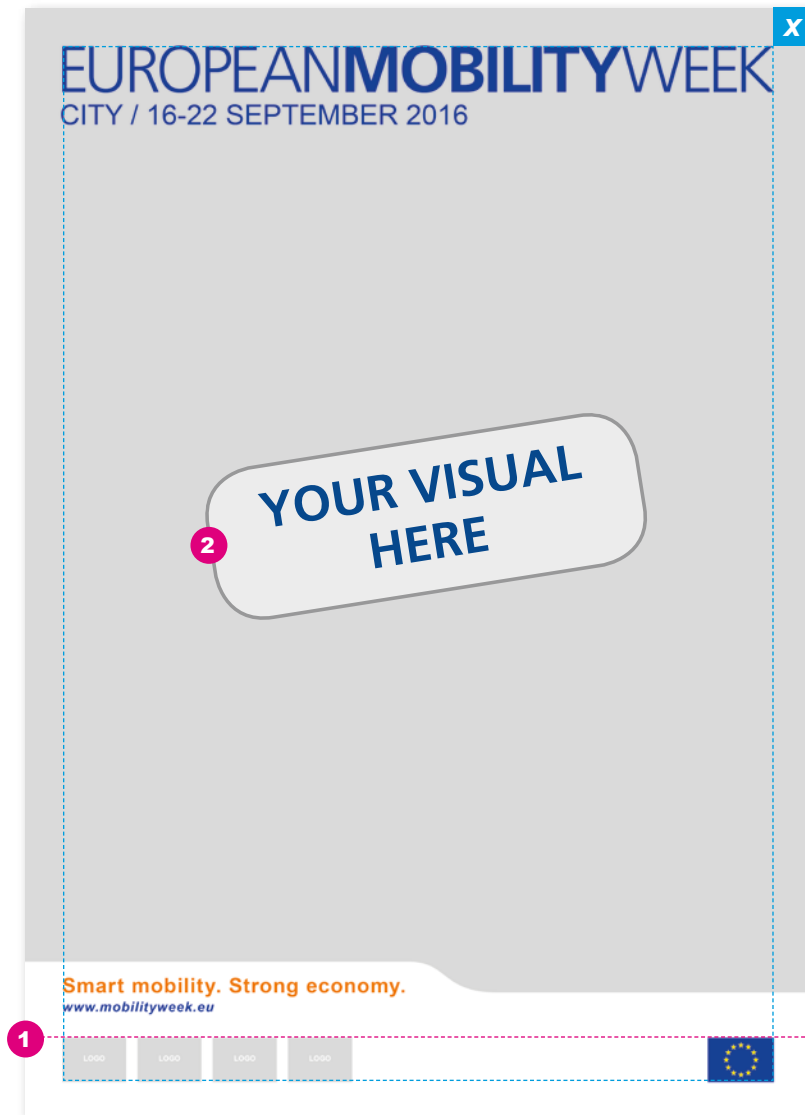 X
EUROPEANMOBILITYWEEK
CITY / 16-22 SEPTEMBER 2016
YOUR VISUAL
HERE
2
Smart mobility. Strong economy.
www.mobilityweek.eu
1
LOGO LOGO LOGO LOGO